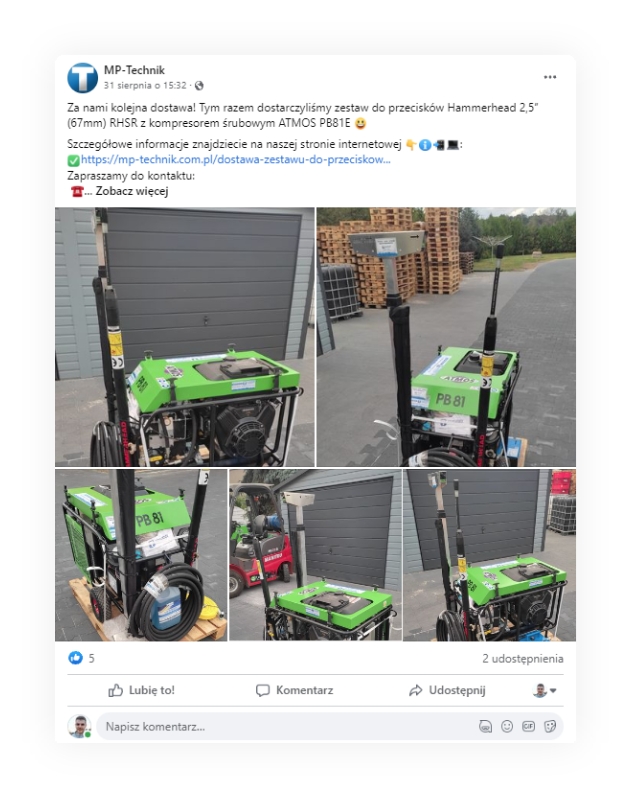 MP-Technik
31 sierpnia o 15:32 ·
Za nami kolejna dostawa! Tym razem dostarczyliśmy zestaw do przecisków Hammerhead 2,5”
(67mm) RHSR z kompresorem śrubowym ATMOS PB81E 😃
Szczegółowe informacje znajdziecie na naszej stronie internetowej 👇ℹ️📲💻:
✅https://mp-technik.com.pl/dostawa-zestawu-do-przeciskow...
Zapraszamy do kontaktu:
☎️... Zobacz więcej
ATMOS
PB 81
PB 81
5
2 udostępnienia
Lubię to!
Komentarz
Udostępnij
Napisz komentarz...
GIF